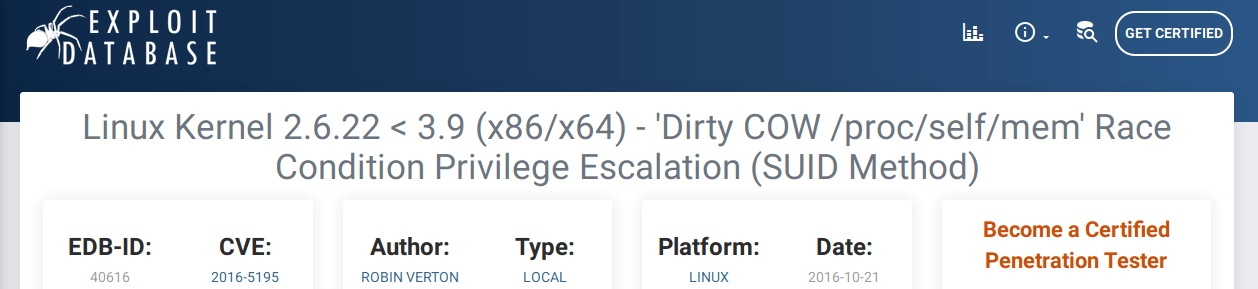 EXPLOIT
DATABASE
GET CERTIFIED
Linux Kernel 2.6.22 < 3.9 (x86/x64) - 'Dirty COW /proc/self/mem' Race
Condition Privilege Escalation (SUID Method)
EDB-ID:
40616
CVE:
2016-5195
Author:
ROBIN VERTON
Type:
LOCAL
Platform:
LINUX
Date:
2016-10-21
Become a Certified
Penetration Tester